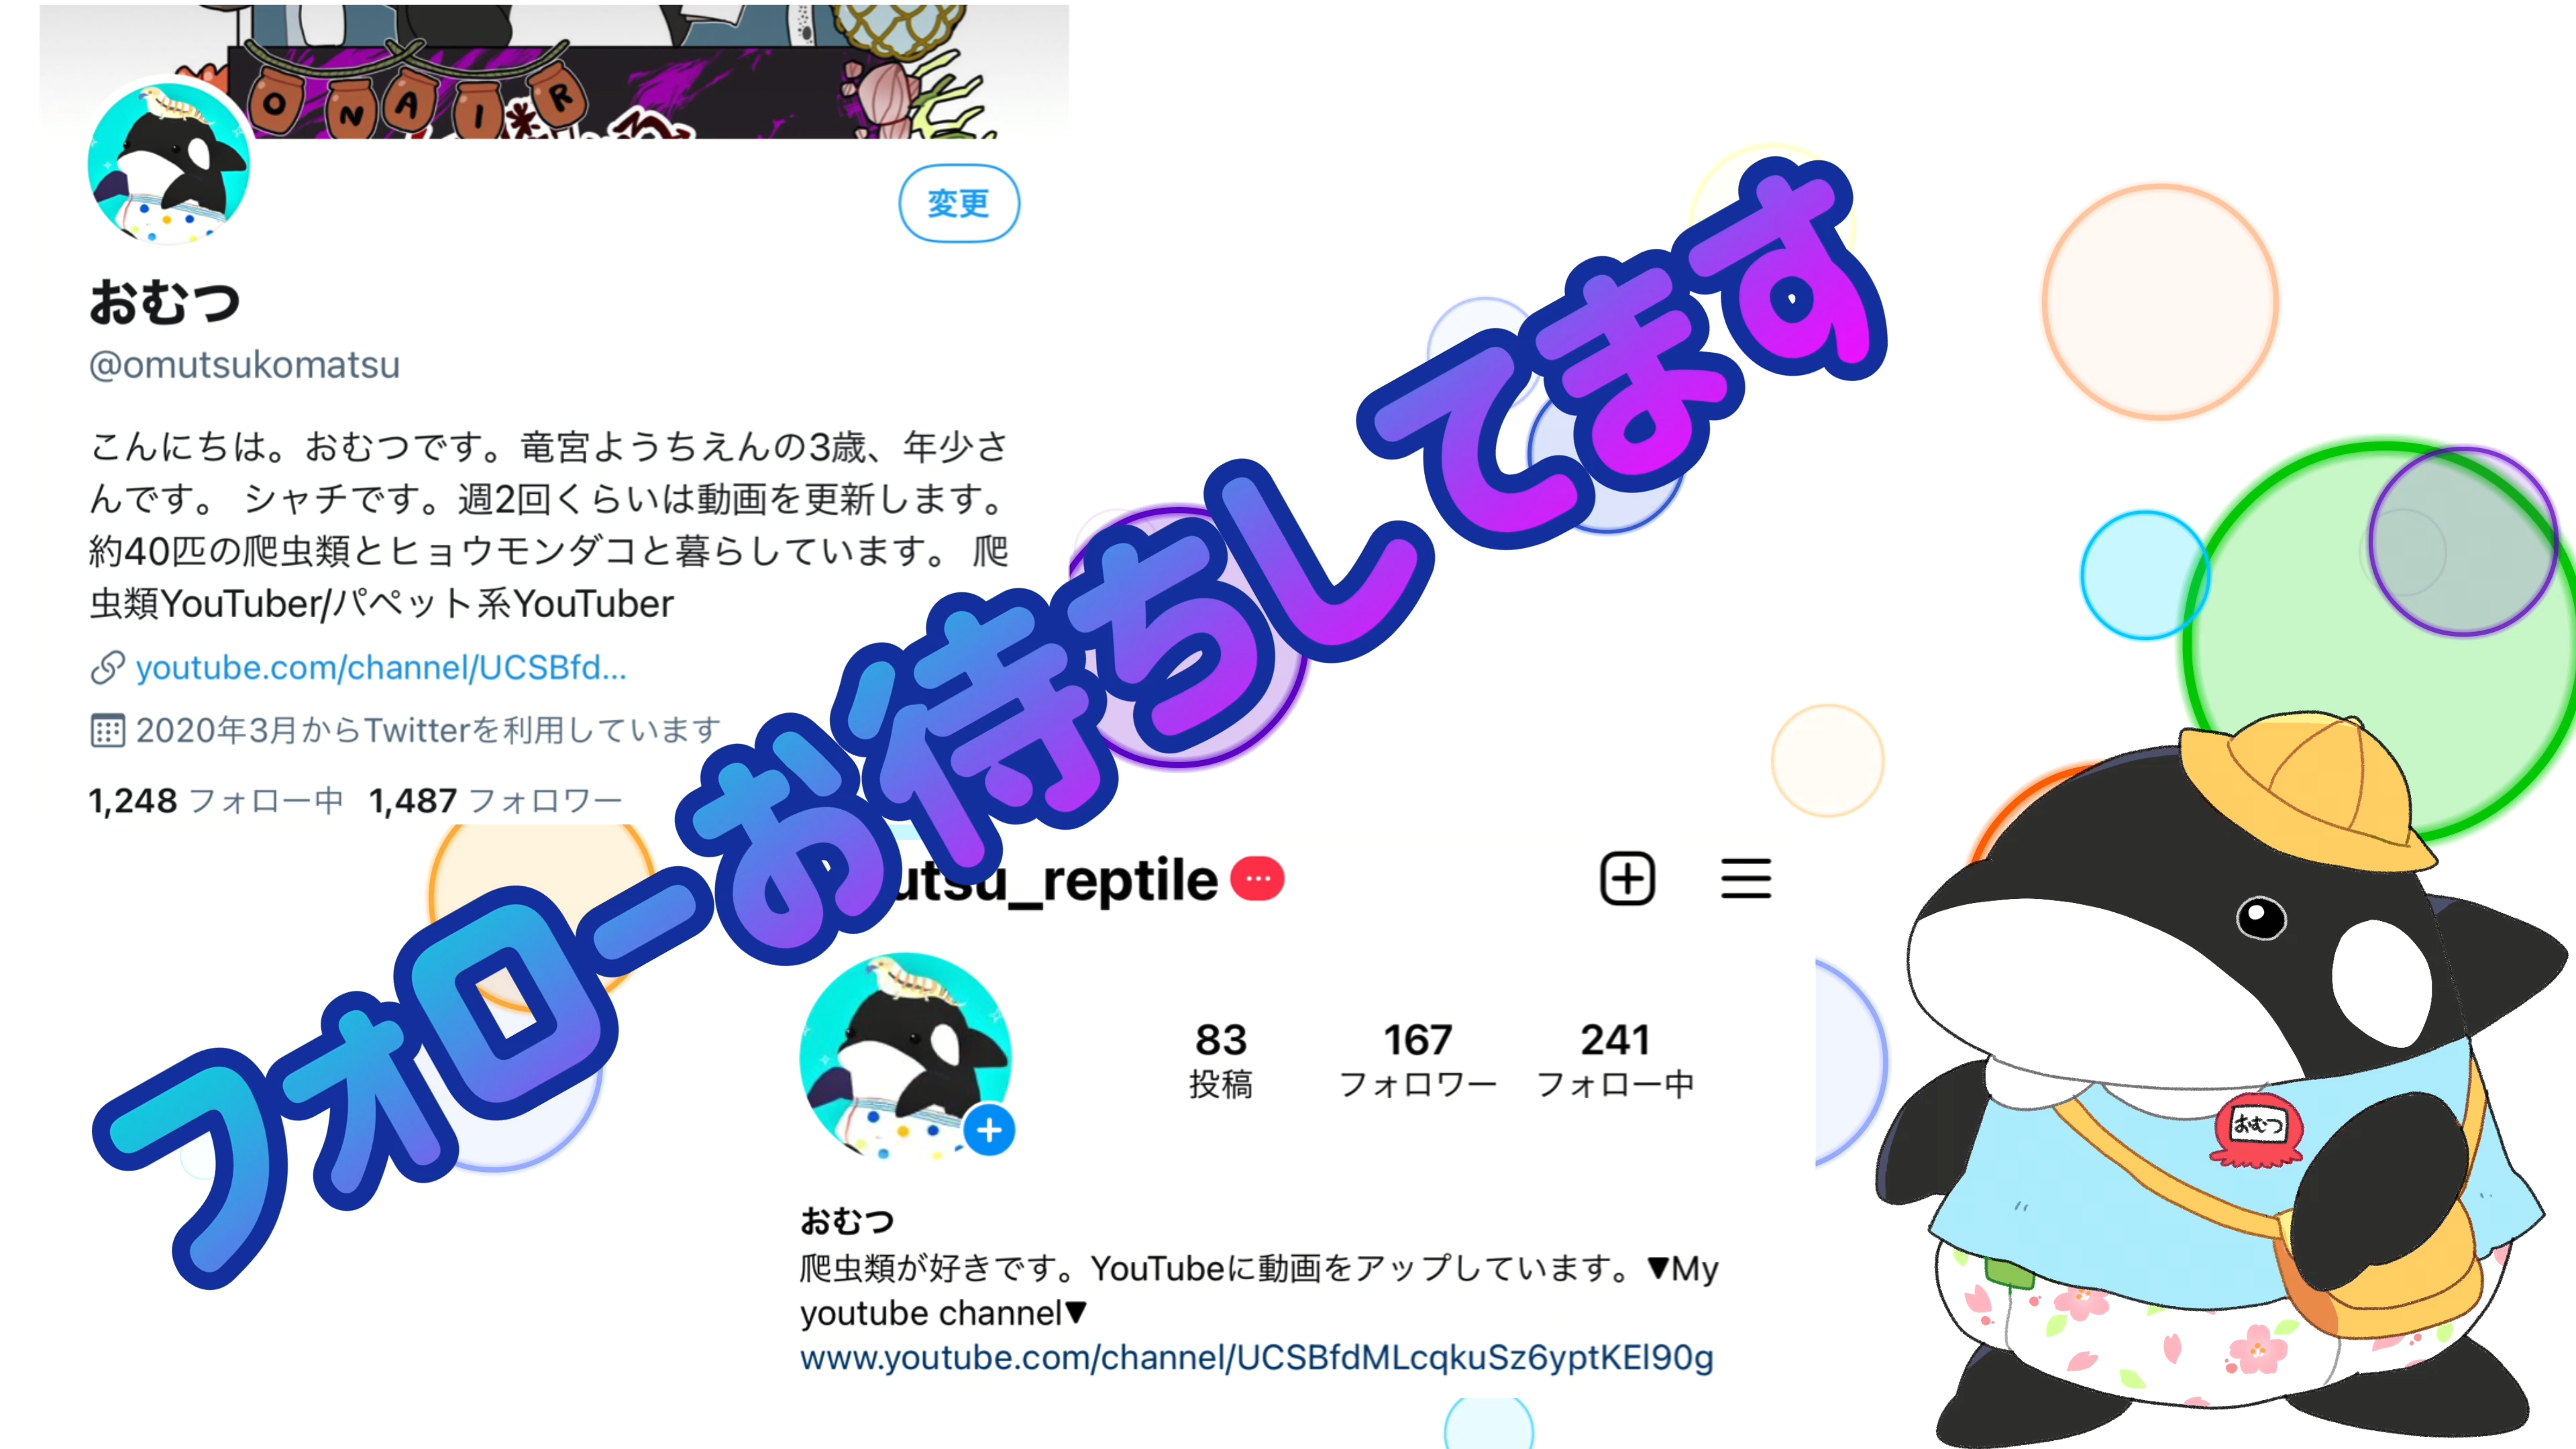 ONAIR
変更
おむつ
@omutsukomatsu
こんにちは。おむつです。竜宮ようちえんの3歳、年少さ
んです。 シャチです。週2回くらいは動画を更新します。
約40匹の爬虫類とヒョウモンダコと暮らしています。 爬
虫類YouTuber/パペット系YouTuber
youtube.com/channel/UCSBfd...
2020年3月からTwitterを利用しています
1,248 フォロー中 1,487 フォロワー
フォローお待ちしてます
utsu_reptile
83 167 241
投稿 フォロワー フォロー中
おむつ
おむつ
爬虫類が好きです。YouTubeに動画をアップしています。▼My
youtube channel▼
www.youtube.com/channel/UCSBfdMLcqkuSz6yptKEl90g